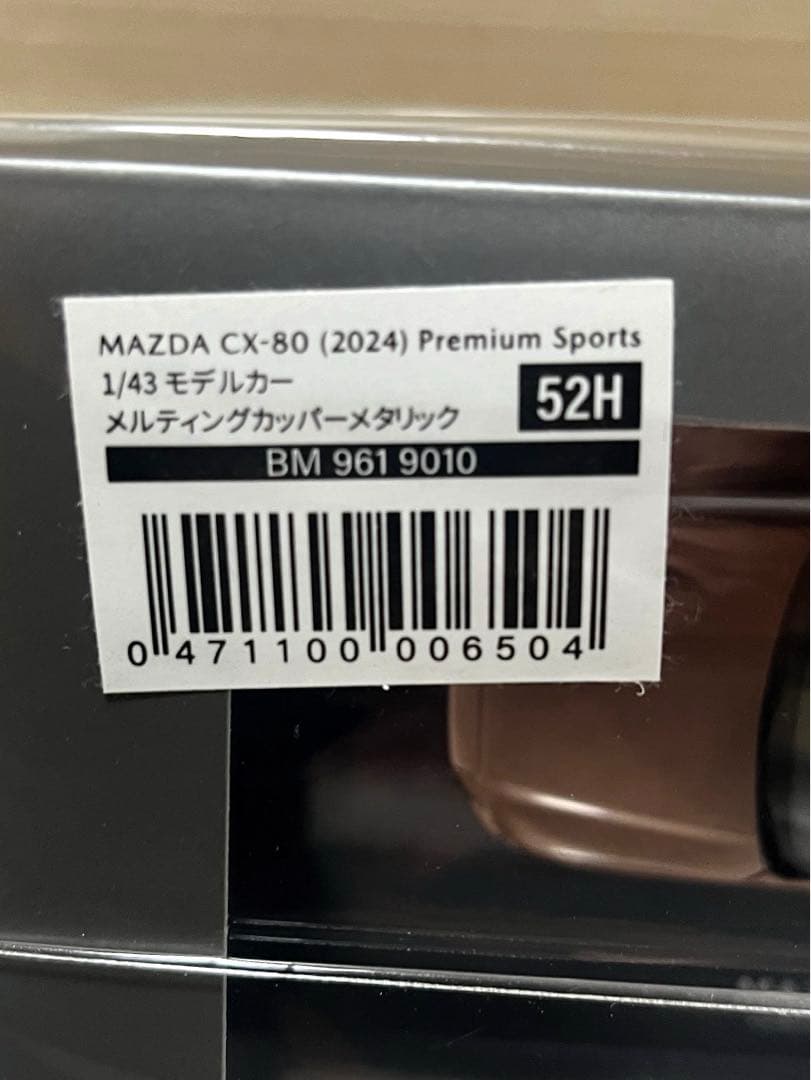 MAZDA CX-80 (2024) Premium Sports
1/43 モデルカー
52H
メルティングカッパーメタリック
BM 961 9010
0 471100 006504